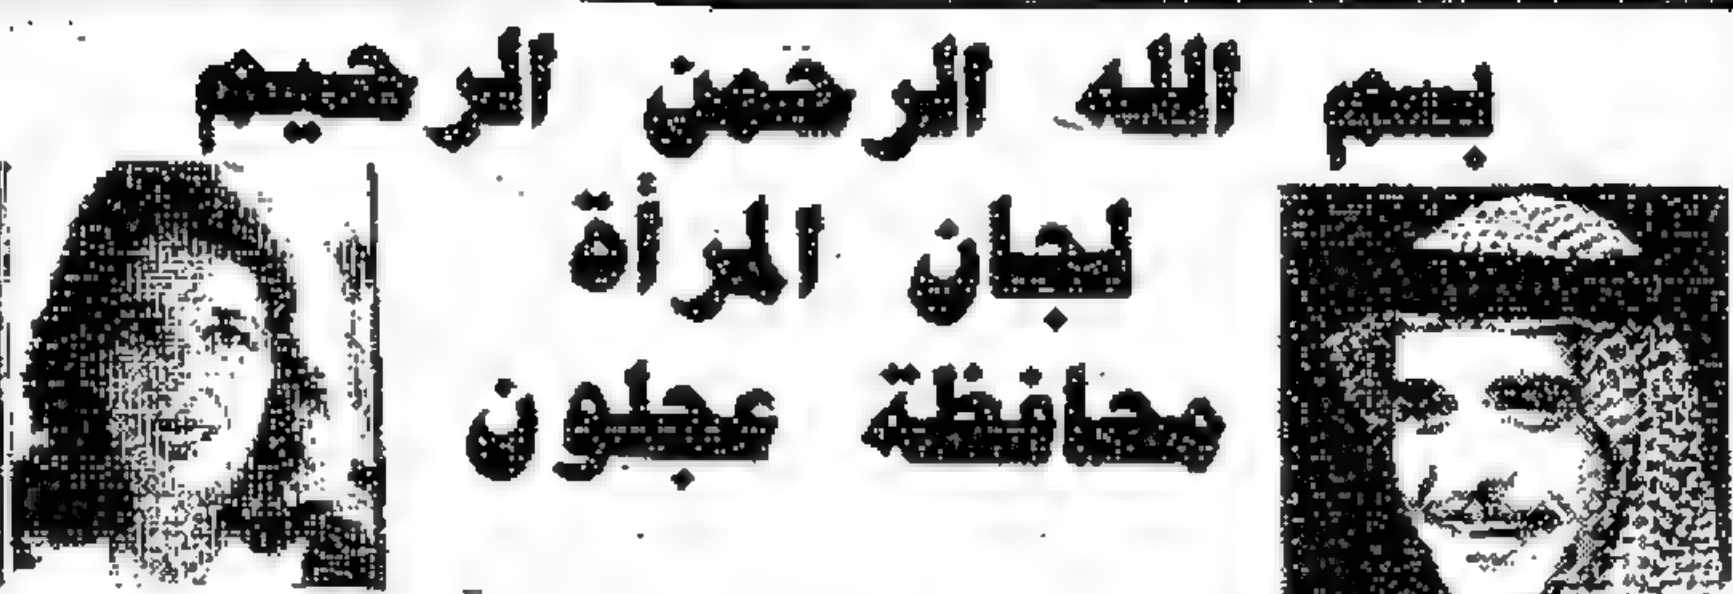 بسم الله الرحمن الرحيم
لجان المرأة
محافظة عجلون